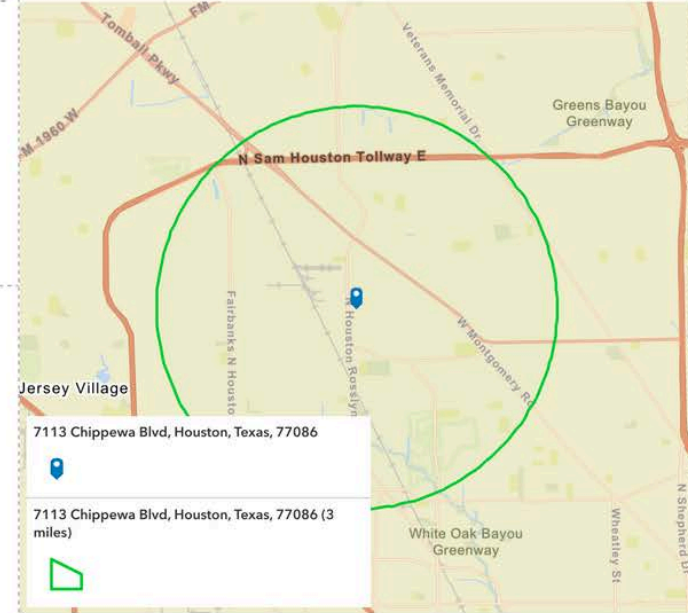 Tomball Pkwy
FM
M 1960 W
Veterans Memorial Dr
Greens Bayou
Greenway
N Sam Houston Tollway E
Fairbanks N Housto
N Houston Rosslyn
W Montgomery Rd
Jersey Village
7113 Chippewa Blvd, Houston, Texas, 77086
7113 Chippewa Blvd, Houston, Texas, 77086 (3
miles)
White Oak Bayou
Greenway
Wheatley St
N Shepherd Dr